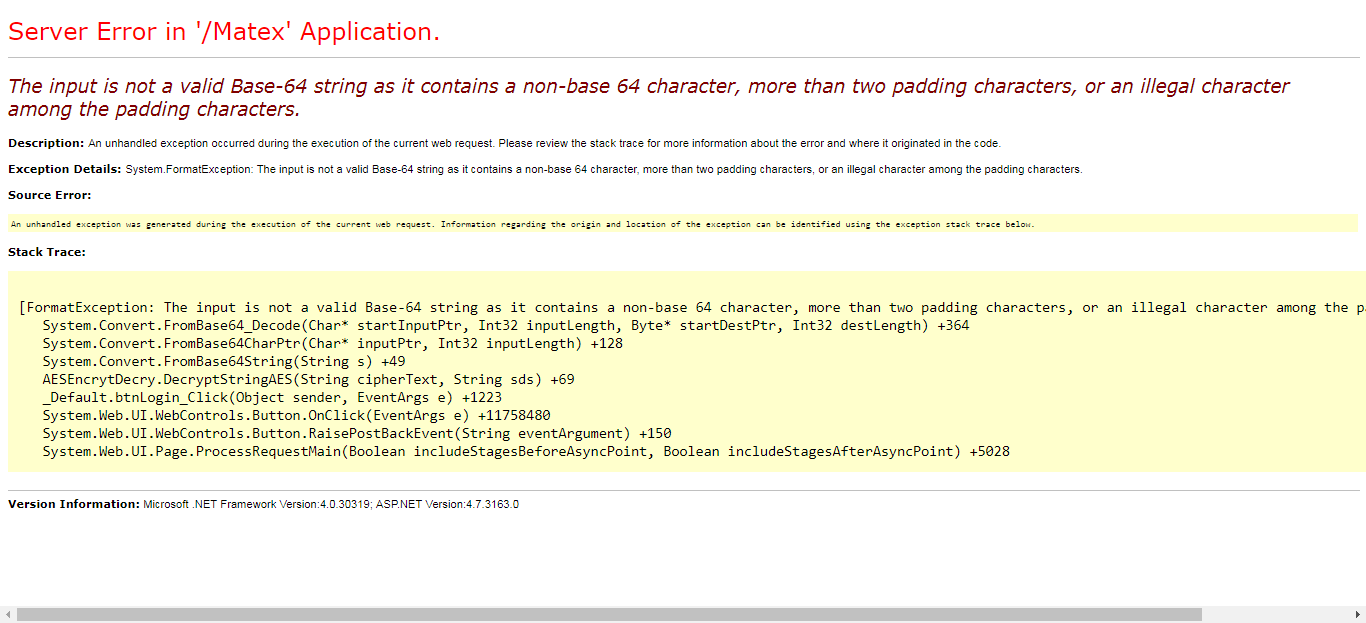 Server Error in '/Matex' Application.
The input is not a valid Base-64 string as it contains a non-base 64 character, more than two padding characters, or an illegal character
among the padding characters.
Description: An unhandled exception occurred during the execution of the current web request. Please review the stack trace for more information about the error and where it originated in the code.
Exception Details: System.FormatException: The input is not a valid Base-64 string as it contains a non-base 64 character, more than two padding characters, or an illegal character among the padding characters.
Source Error:
An unhandled exception was generated during the execution of the current web request. Information regarding the origin and location of the exception can be identified using the exception stack trace below.
Stack Trace:
[FormatException: The input is not a valid Base-64 string as it contains a non-base 64 character, more than two padding characters, or an illegal character among the p
System.Convert.FromBase64_Decode(Char* startInputPtr, Int32 inputLength, Byte* startDestPtr, Int32 destLength) +364
System.Convert.FromBase64CharPtr(Char* inputPtr, Int32 inputLength) +128
System.Convert.FromBase64String(String s) +49
AESEncrytDecry.DecryptStringAES(String cipherText, String sds) +69
_Default.btnLogin_Click(Object sender, EventArgs e) +1223
System.Web.UI.WebControls.Button.OnClick(EventArgs e) +11758480
System.Web.UI.WebControls.Button.RaisePostBackEvent(String eventArgument) +150
System.Web.UI.Page.ProcessRequestMain(Boolean includeStagesBeforeAsyncPoint, Boolean includeStagesAfterAsyncPoint) +5028
Version Information: Microsoft .NET Framework Version:4.0.30319; ASP.NET Version:4.7.3163.0